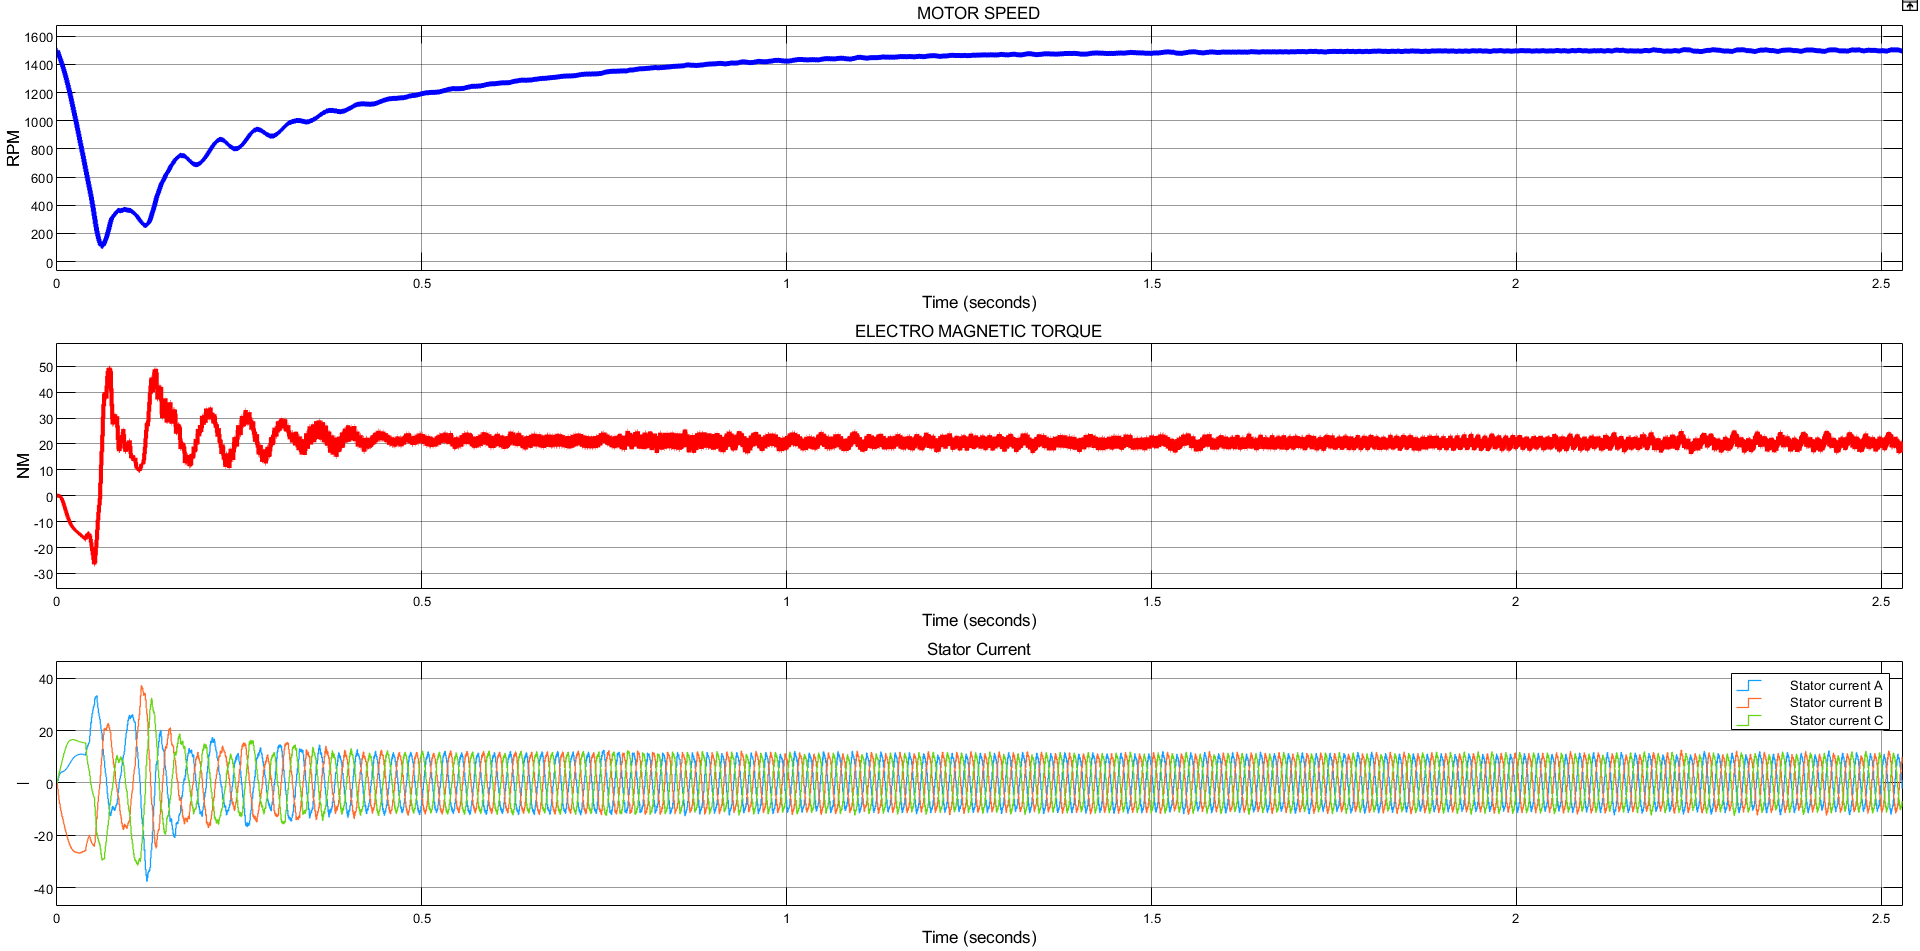 MOTOR SPEED
1600
1400
1200
1000
800
600
400
200
0
RPM
0 0.5 1 1.5 2 2.5
Time (seconds)
ELECTRO MAGNETIC TORQUE
50
40
30
20
10
0
-10
-20
-30
NM
0 0.5 1 1.5 2 2.5
Time (seconds)
Stator Current
40
20
0
-20
-40
I
Stator current A
Stator current B
Stator current C
0 0.5 1 1.5 2 2.5
Time (seconds)